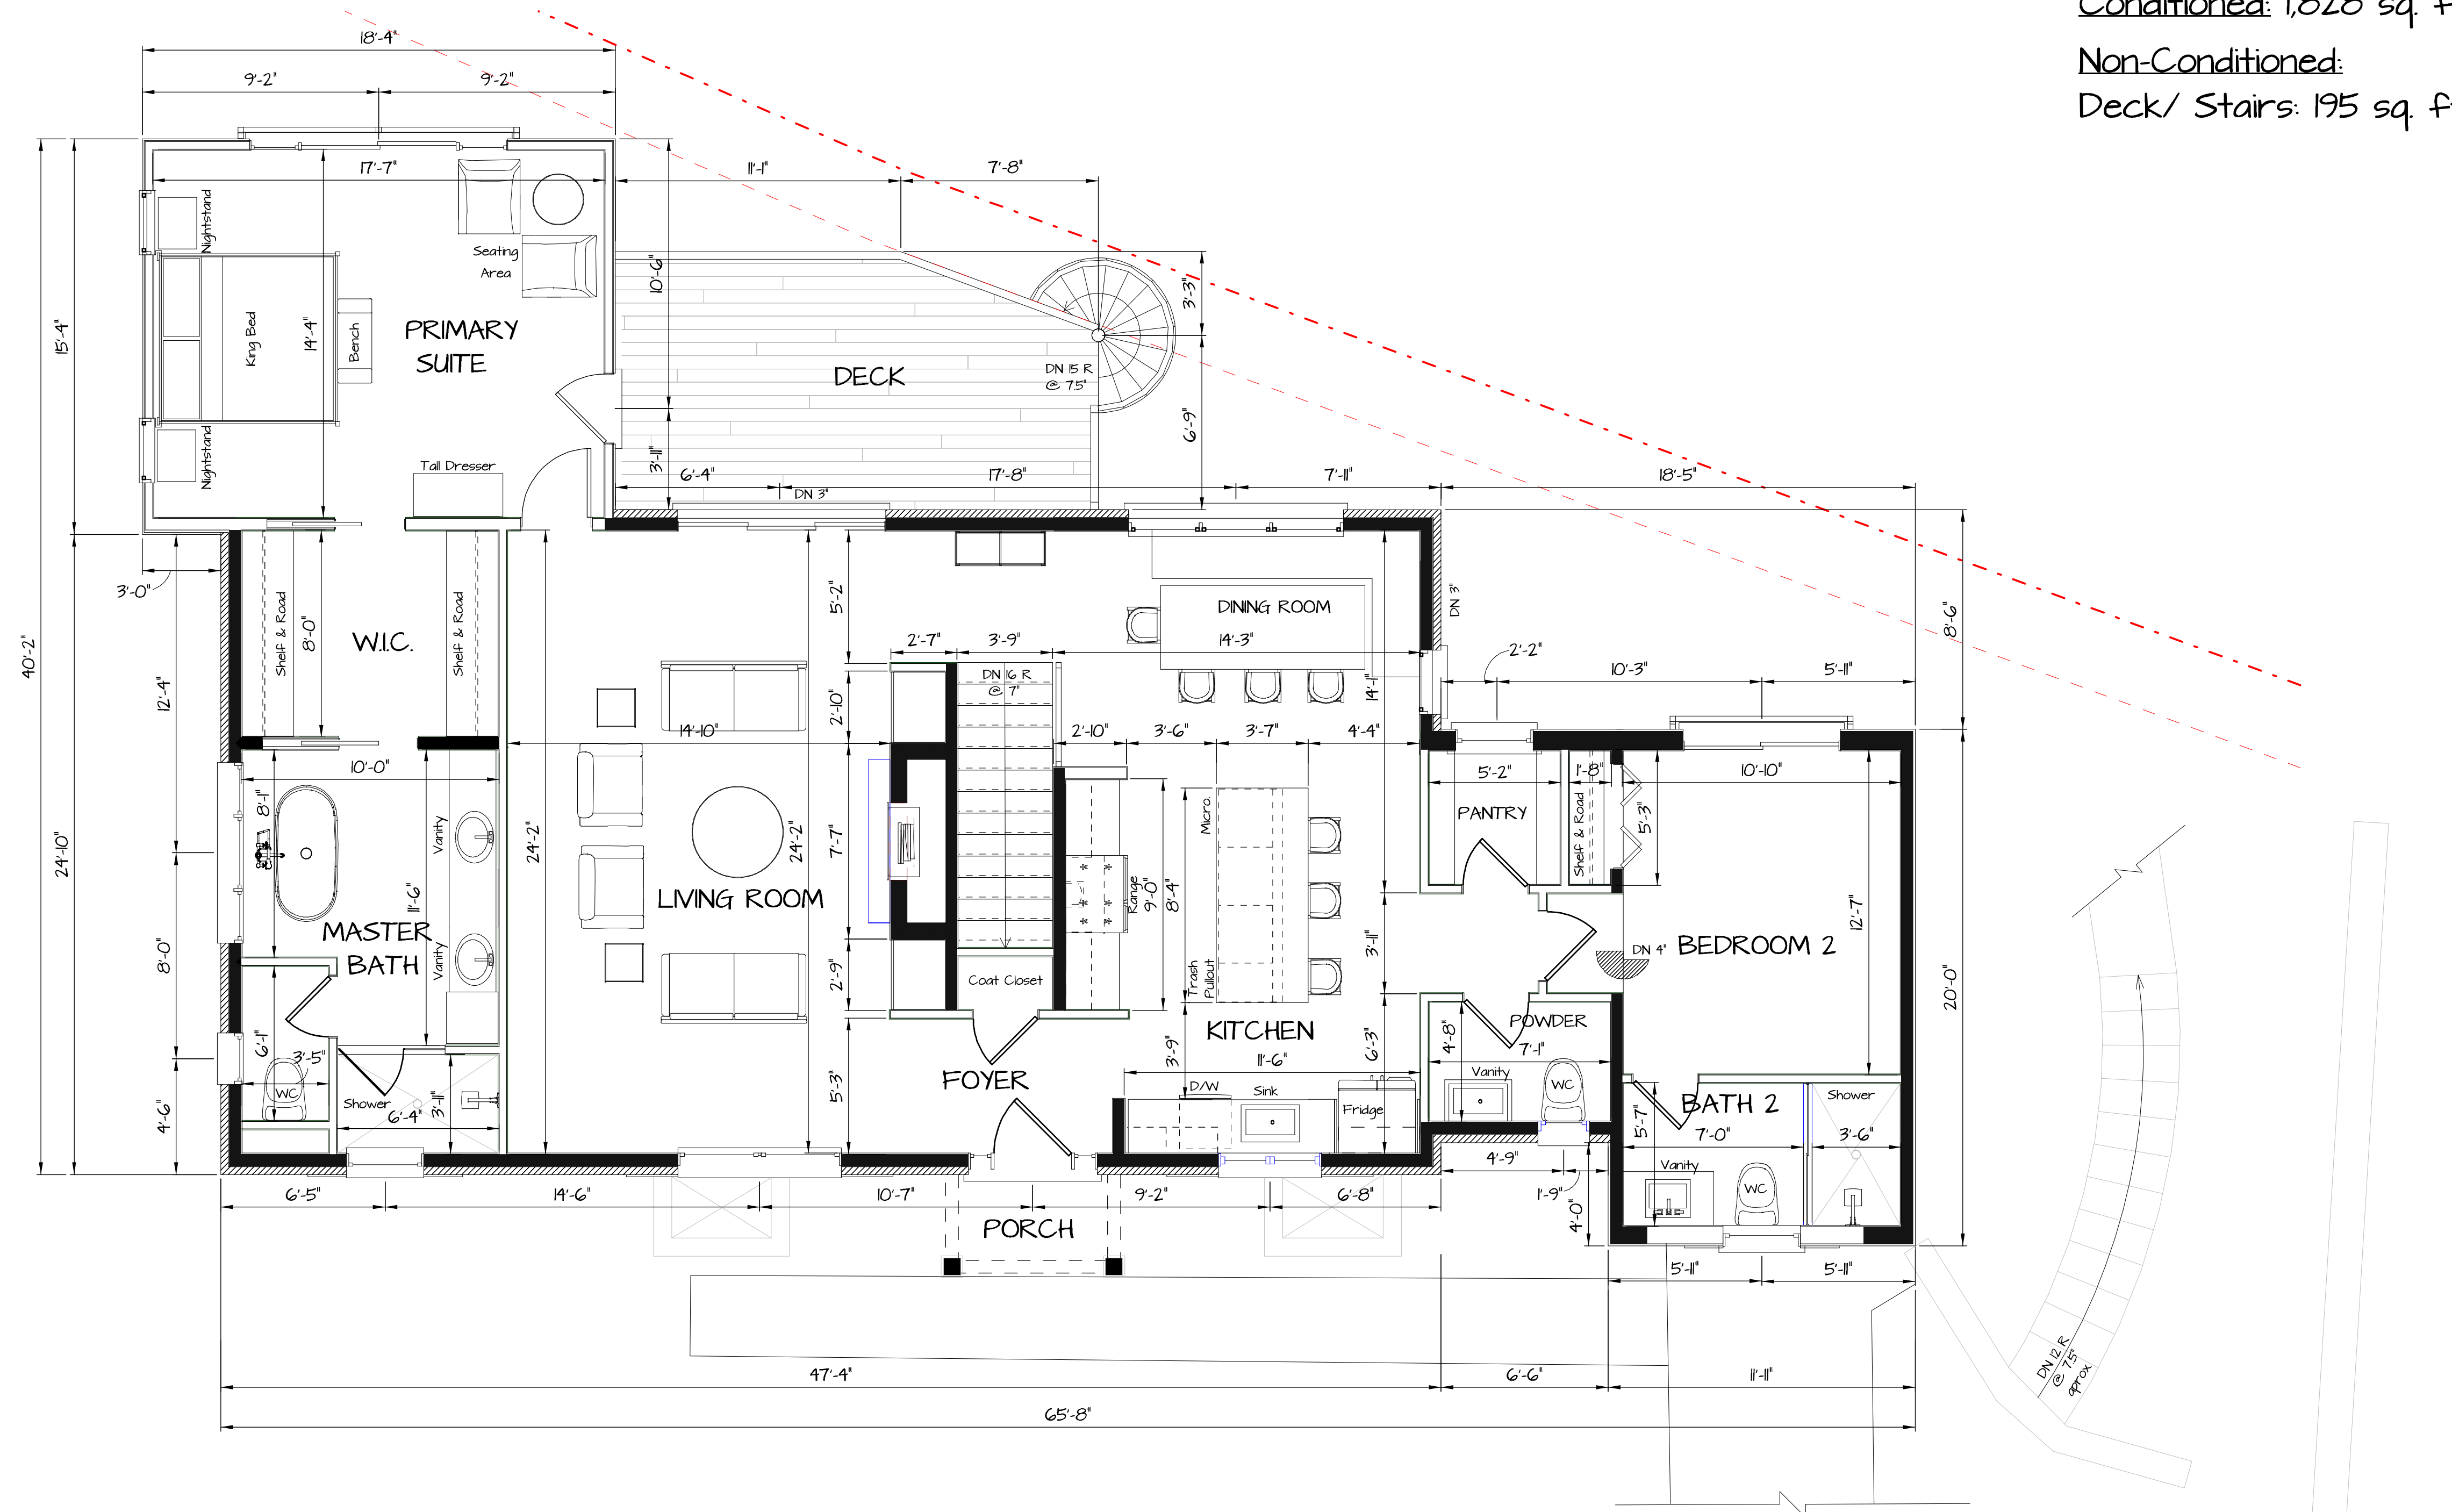 Conditioned: 1,828 sq. f
Non-Conditioned:
Deck/ Stairs: 195 sq. f
18'-4"
9'-2"
9'-2"
17'-7"
11'-1"
7'-8"
Nightstand
Seating
Area
10'-6"
3'-3"
15'-4"
King Bed
14'-4"
Bench
PRIMARY
SUITE
DECK
DN 15 R
@ 7.5"
6'-9"
Nightstand
Tall Dresser
3'-11"
6'-4"
DN 3"
17'-8"
7'-11"
18'-5"
3'-0"
40'-2"
12'-4"
Shelf & Road
8'-0"
W.I.C.
Shelf & Road
5'-2"
DINING ROOM
14'-3"
DN 3"
8'-6"
2'-7"
3'-9"
DN 16 R
@ 7"
2'-2"
10'-3"
5'-11"
14'-1"
2'-10"
14'-10"
2'-10"
3'-6"
3'-7"
4'-4"
10'-0"
5'-2"
1'-8"
10'-10"
8'-1"
Vanity
24'-2"
24'-2"
7'-7"
Micro.
PANTRY
Shelf & Road
5'-3"
24'-10"
11'-6"
LIVING ROOM
Range
9'-0"
8'-4"
12'-7"
MASTER
BATH
Vanity
8'-0"
3'-11"
DN 4"
BEDROOM 2
2'-9"
Coat Closet
Trash
Pullout
20'-0"
6'-1"
3'-5"
WC
KITCHEN
11'-6"
3'-9"
6'-3"
4'-8"
POWDER
7'-1"
Vanity
WC
FOYER
5'-3"
D/W
Sink
Fridge
4'-6"
Shower
6'-4"
3'-11"
5'-7"
BATH 2
7'-0"
Shower
3'-6"
4'-9"
1'-9"
4'-0"
Vanity
WC
6'-5"
14'-6"
10'-7"
9'-2"
6'-8"
PORCH
5'-11"
5'-11"
47'-4"
6'-6"
11'-11"
65'-8"
DN 12 R
@ 7.5"
aprox